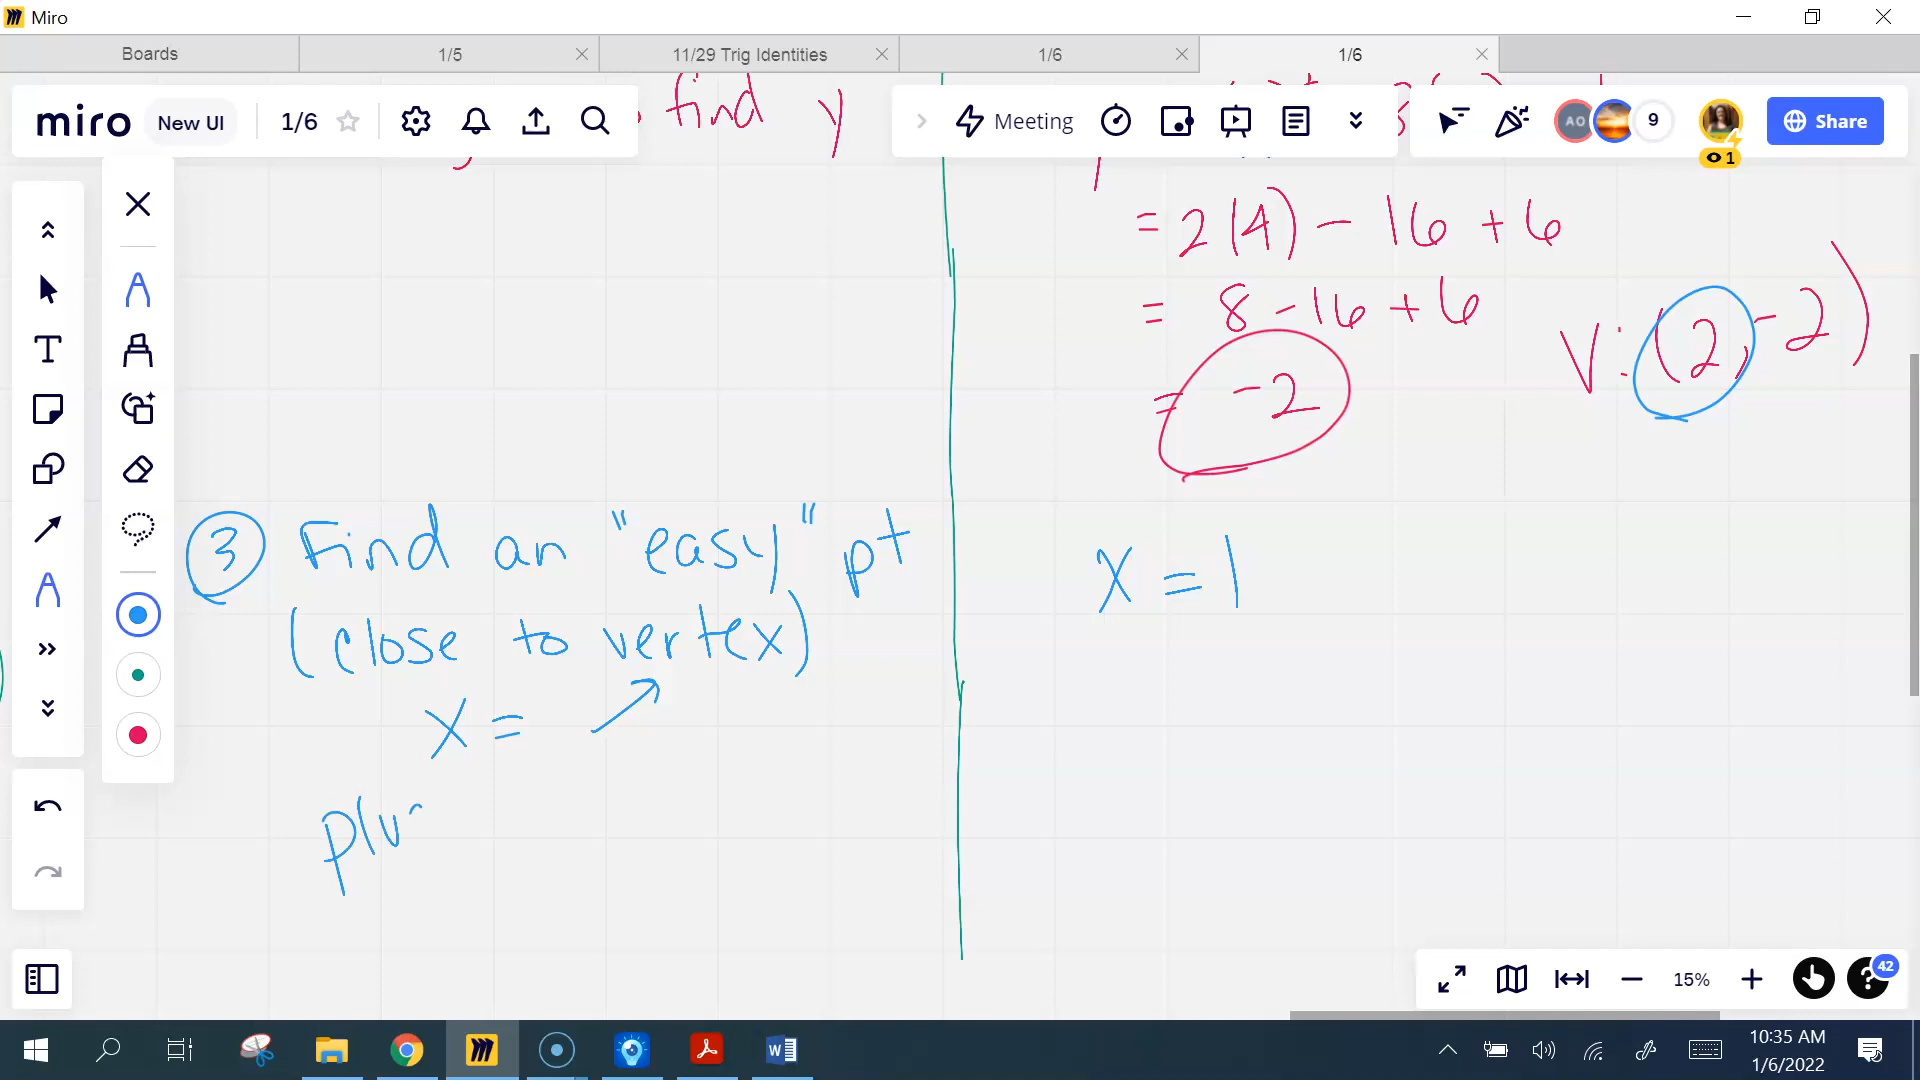 Miro
Boards
1/5
11/29 Trig Identities
1/6
1/6
find y
miro
New UI
1/6
Meeting
AO
9
Share
1
= 2(4) - 16 + 6
= 8 - 16 + 6
= -2
V: (2, -2)
③ Find an "easy" pt
(close to vertex)
x =
x = 1
15%
42
10:35 AM
1/6/2022